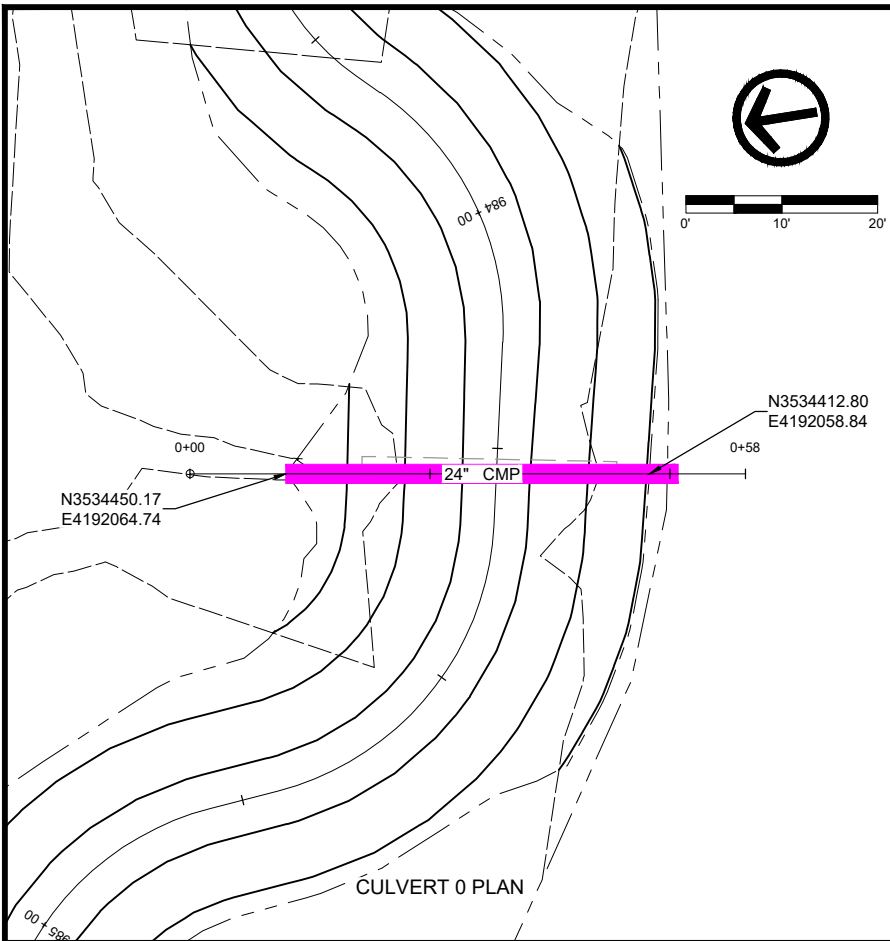 984 + 00
0' 10' 20'
N3534412.80
E4192058.84
0+00
0+58
24" CMP
N3534450.17
E4192064.74
CULVERT 0 PLAN
985 + 00